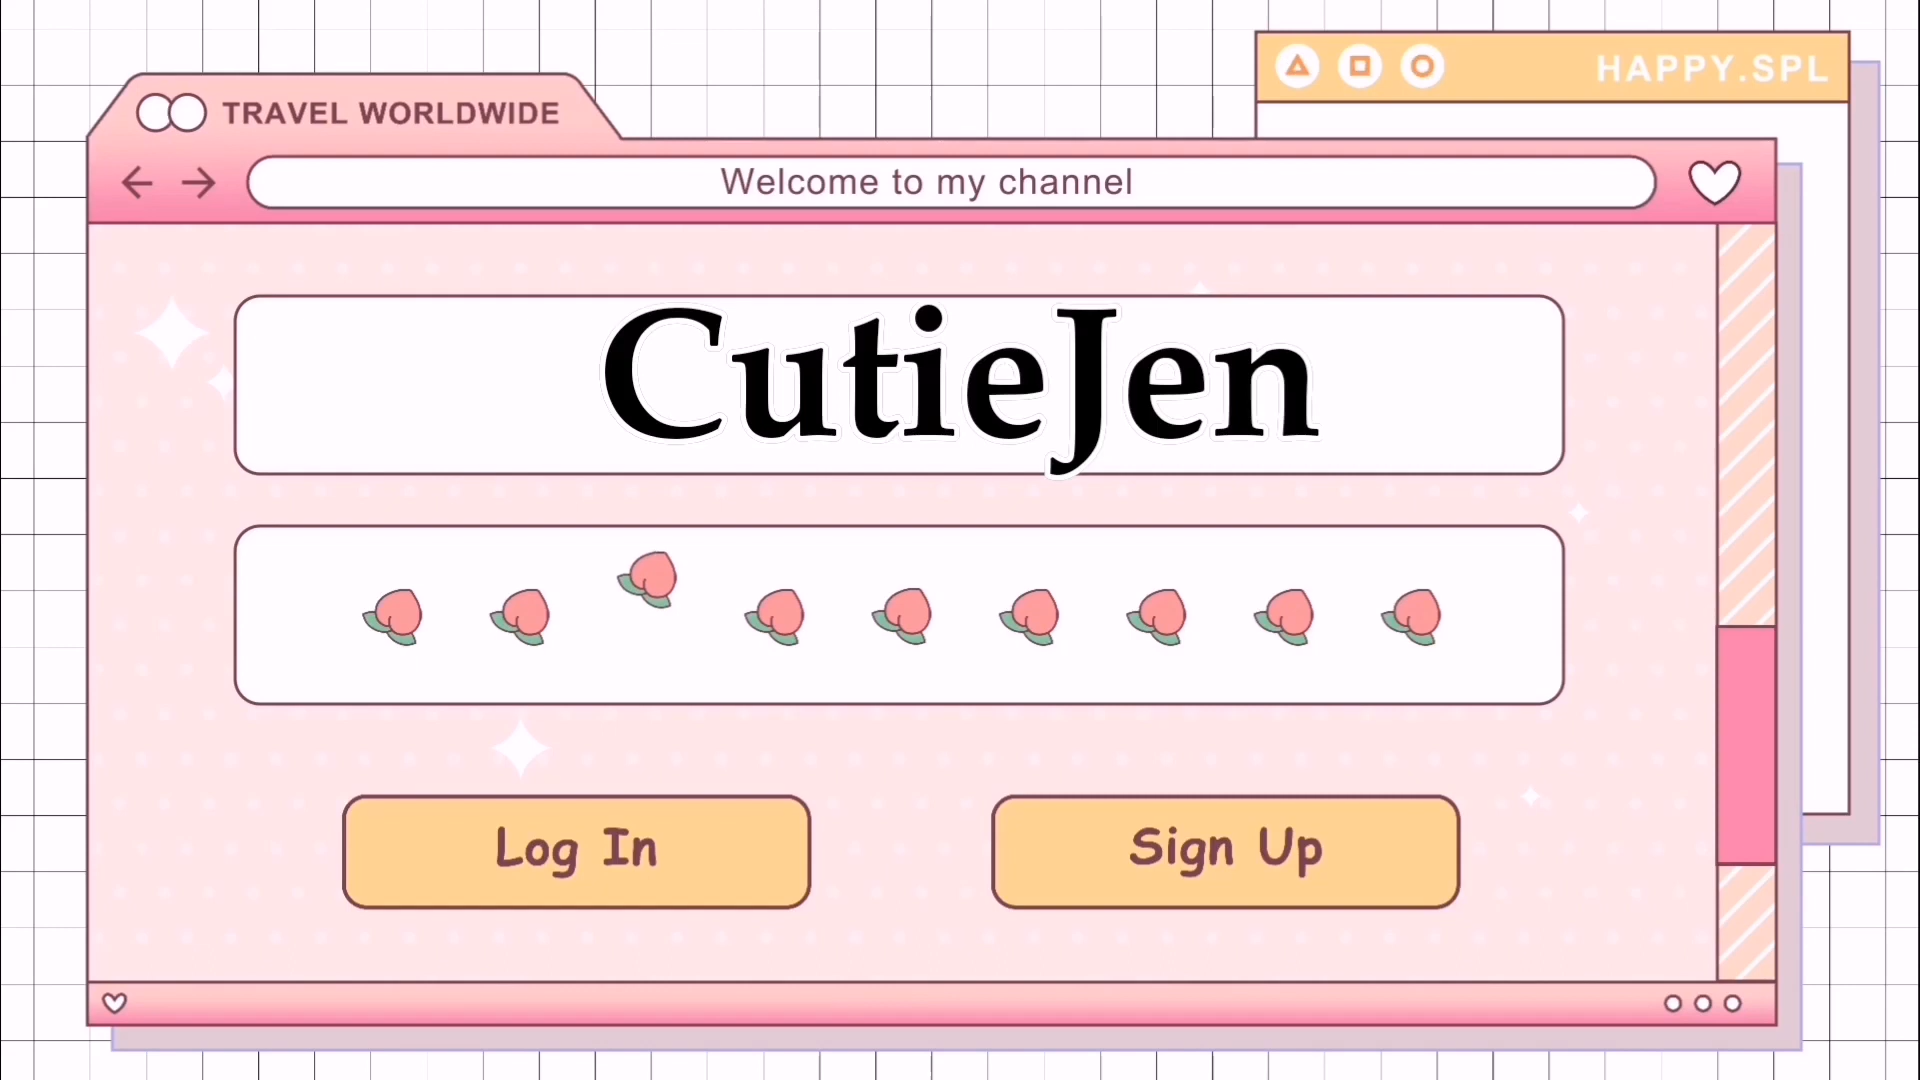 HAPPY.SPL
TRAVEL WORLDWIDE
Welcome to my channel
CutieJen
Log In
Sign Up